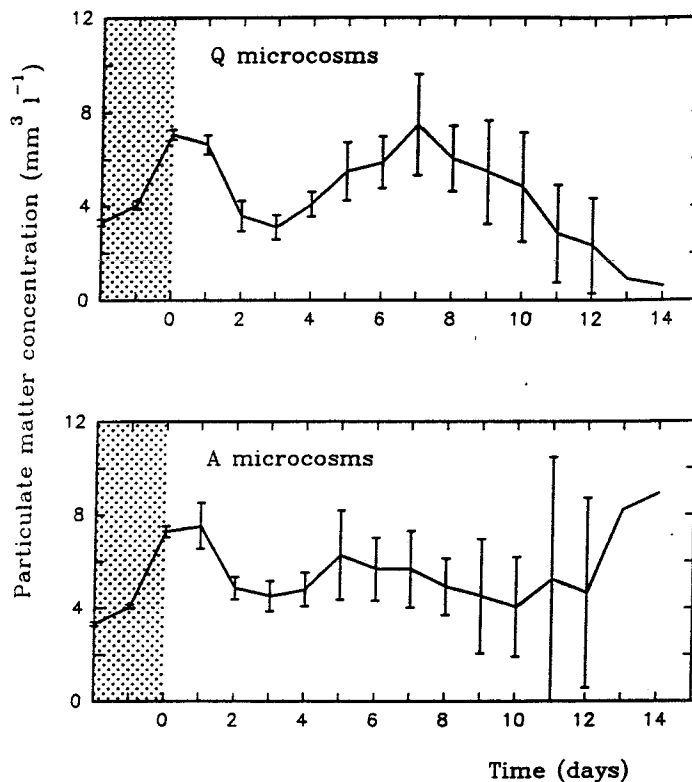 Particulate matter concentration (mm³ l⁻¹)
12
8
4
0
Q microcosms
0 2 4 6 8 10 12 14
12
8
4
0
A microcosms
0 2 4 6 8 10 12 14
Time (days)